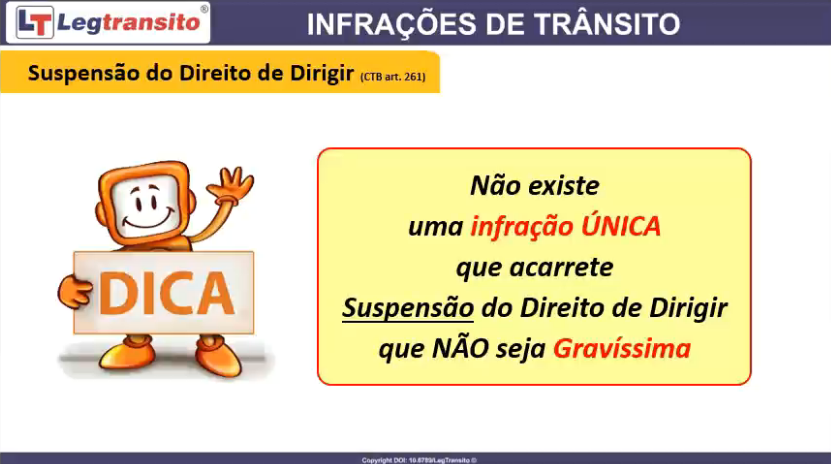 LT Legtransito®
INFRAÇÕES DE TRÂNSITO
Suspensão do Direito de Dirigir (CTB art. 261)
DICA
Não existe
uma infração ÚNICA
que acarrete
Suspensão do Direito de Dirigir
que NÃO seja Gravíssima
Copyright DOI: 10.8789/LegTransito ©